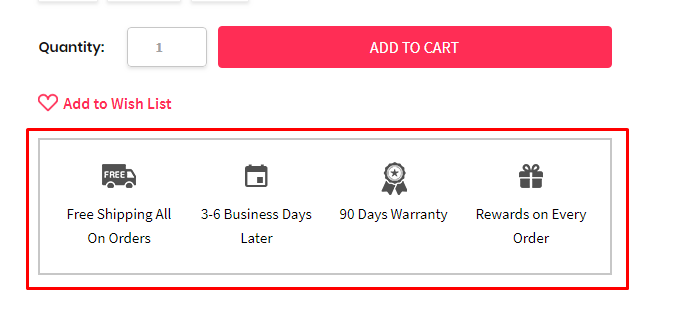 Quantity:
1
ADD TO CART
Add to Wish List
FREE
Free Shipping All
On Orders
3-6 Business Days
Later
90 Days Warranty
Rewards on Every
Order